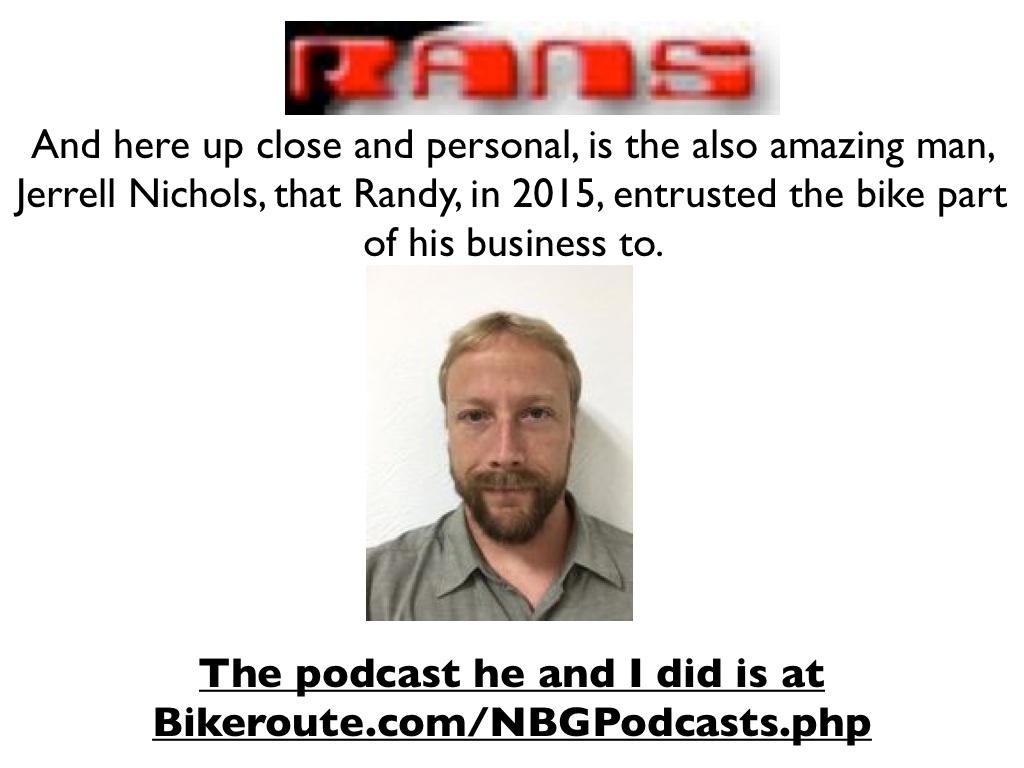 RANS
And here up close and personal, is the also amazing man,
Jerrell Nichols, that Randy, in 2015, entrusted the bike part
of his business to.
The podcast he and I did is at
Bikeroute.com/NBGPodcasts.php